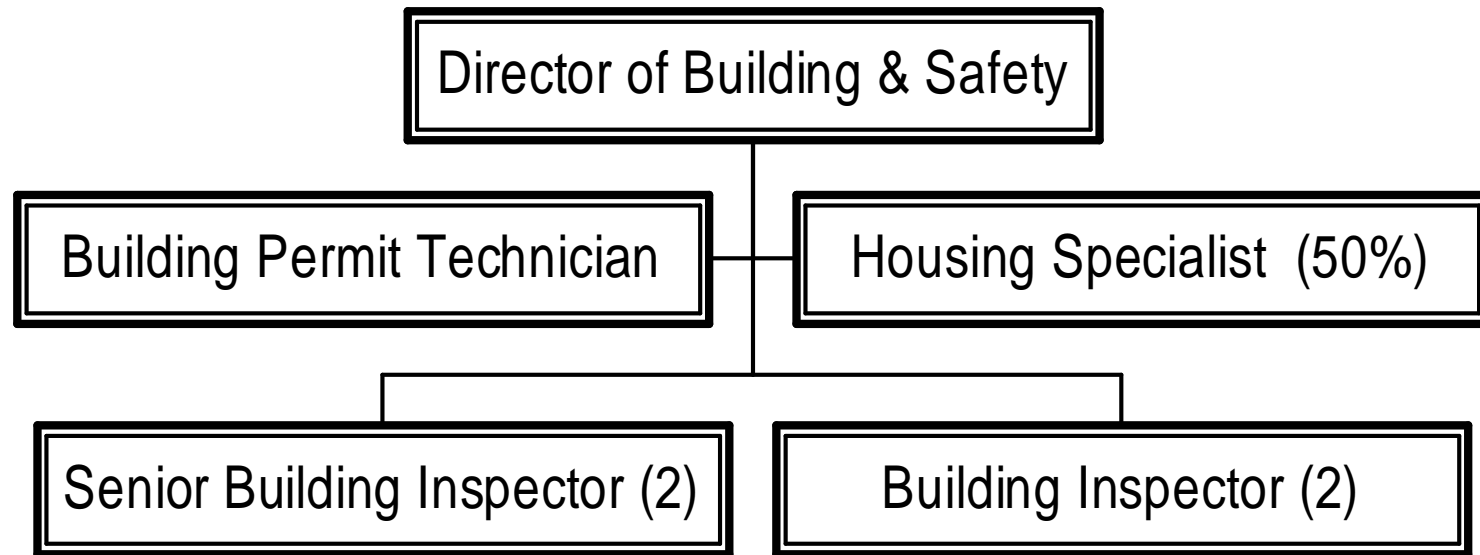 Director of Building & Safety
Building Permit Technician
Housing Specialist (50%)
Senior Building Inspector (2)
Building Inspector (2)